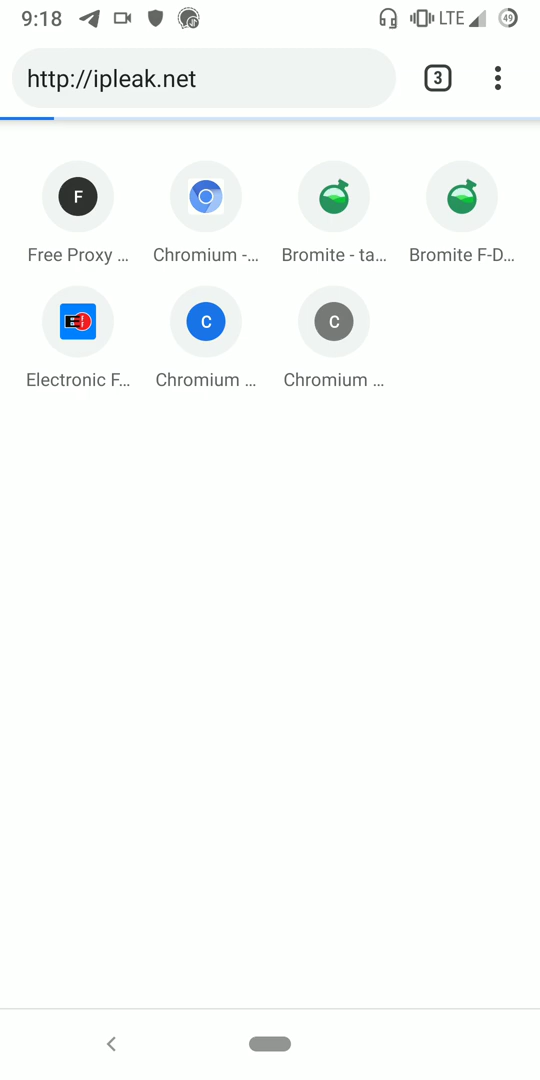 9:18 LTE 49
http://ipleak.net 3
F
Free Proxy ... Chromium -... Bromite - ta... Bromite F-D...
C C
Electronic F... Chromium ... Chromium ...